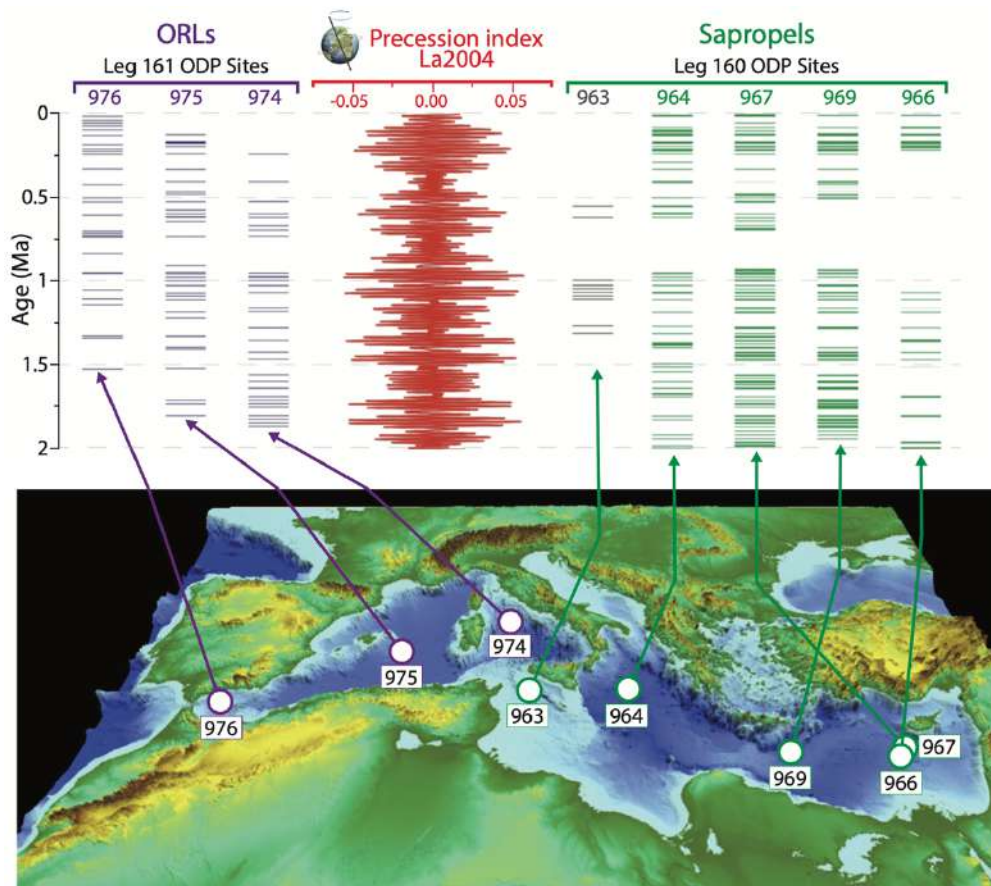 ORLs
Leg 161 ODP Sites
976 975 974
Precession index
La2004
-0.05 0.00 0.05
Sapropels
Leg 160 ODP Sites
963 964 967 969 966
Age (Ma)
0
0.5
1
1.5
2
974
975
976
963
964
969
967
966